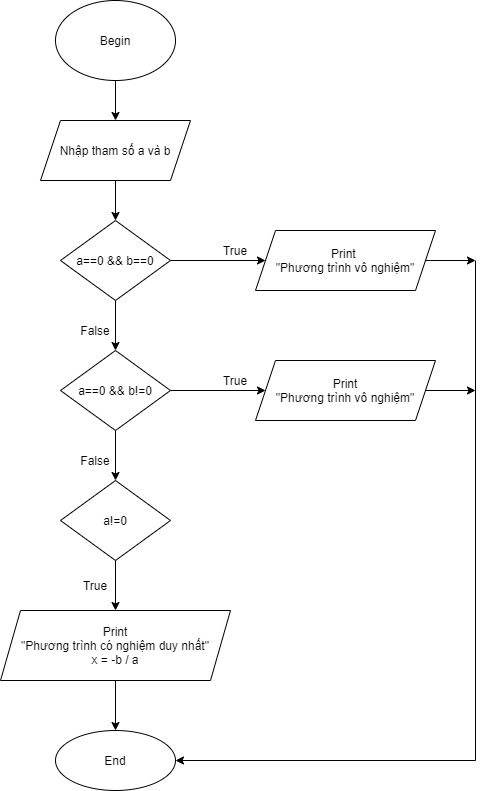 Begin
Nhập tham số a và b
a==0 && b==0
True
Print
"Phương trình vô nghiệm"
False
a==0 && b!=0
True
Print
"Phương trình vô nghiệm"
False
a!=0
True
Print
"Phương trình có nghiệm duy nhất"
x = -b / a
End